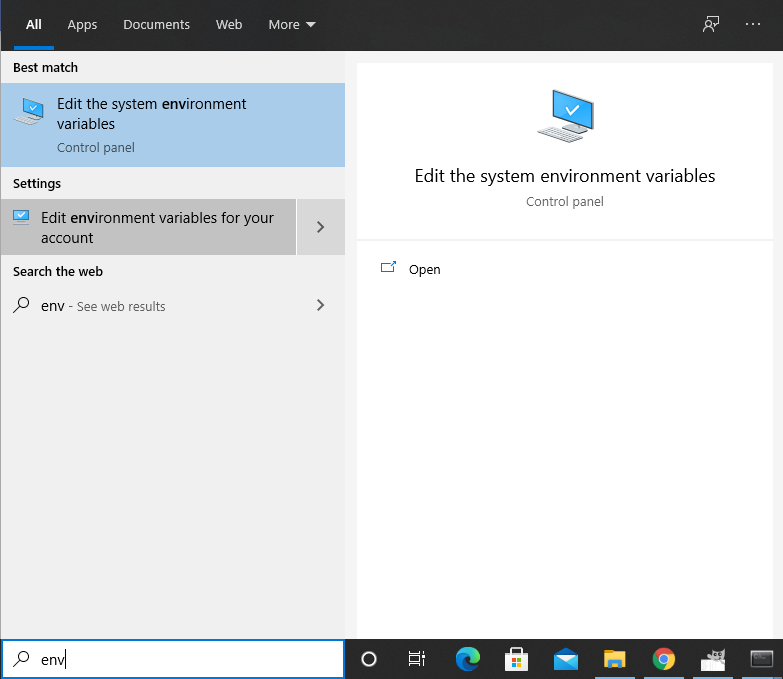 All Apps Documents Web More
Best match
Edit the system environment
variables
Control panel
Settings
Edit environment variables for your
account
Search the web
env - See web results
Edit the system environment variables
Control panel
Open
env